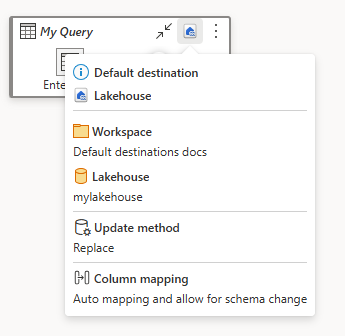 My Query
Ente
Default destination
Lakehouse
Workspace
Default destinations docs
Lakehouse
mylakehouse
Update method
Replace
Column mapping
Auto mapping and allow for schema change